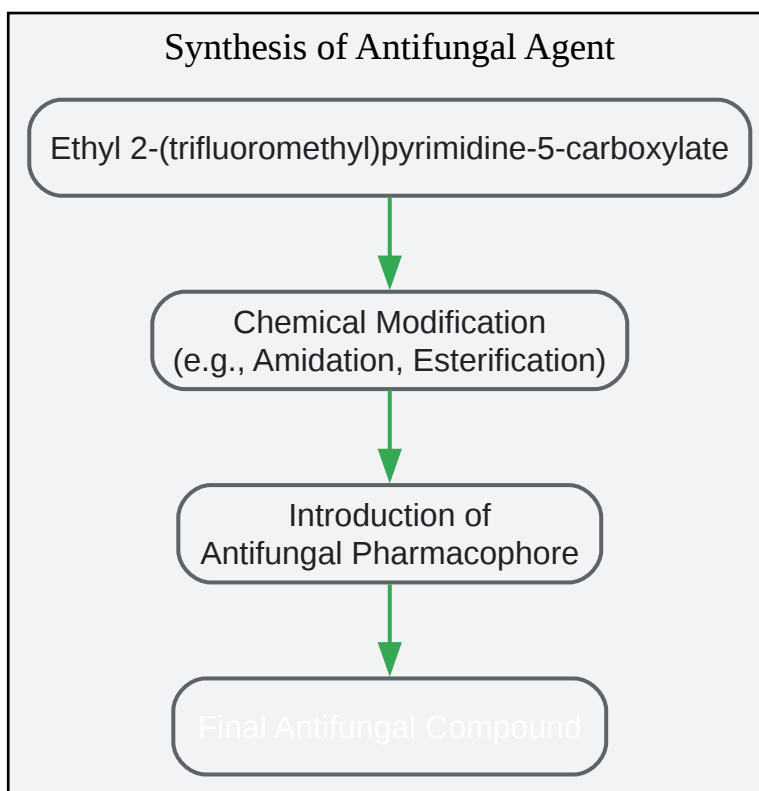 Synthesis of Antifungal Agent
Ethyl 2-(trifluoromethyl)pyrimidine-5-carboxylate
Chemical Modification
(e.g., Amidation, Esterification)
Introduction of
Antifungal Pharmacophore
Final Antifungal Compound